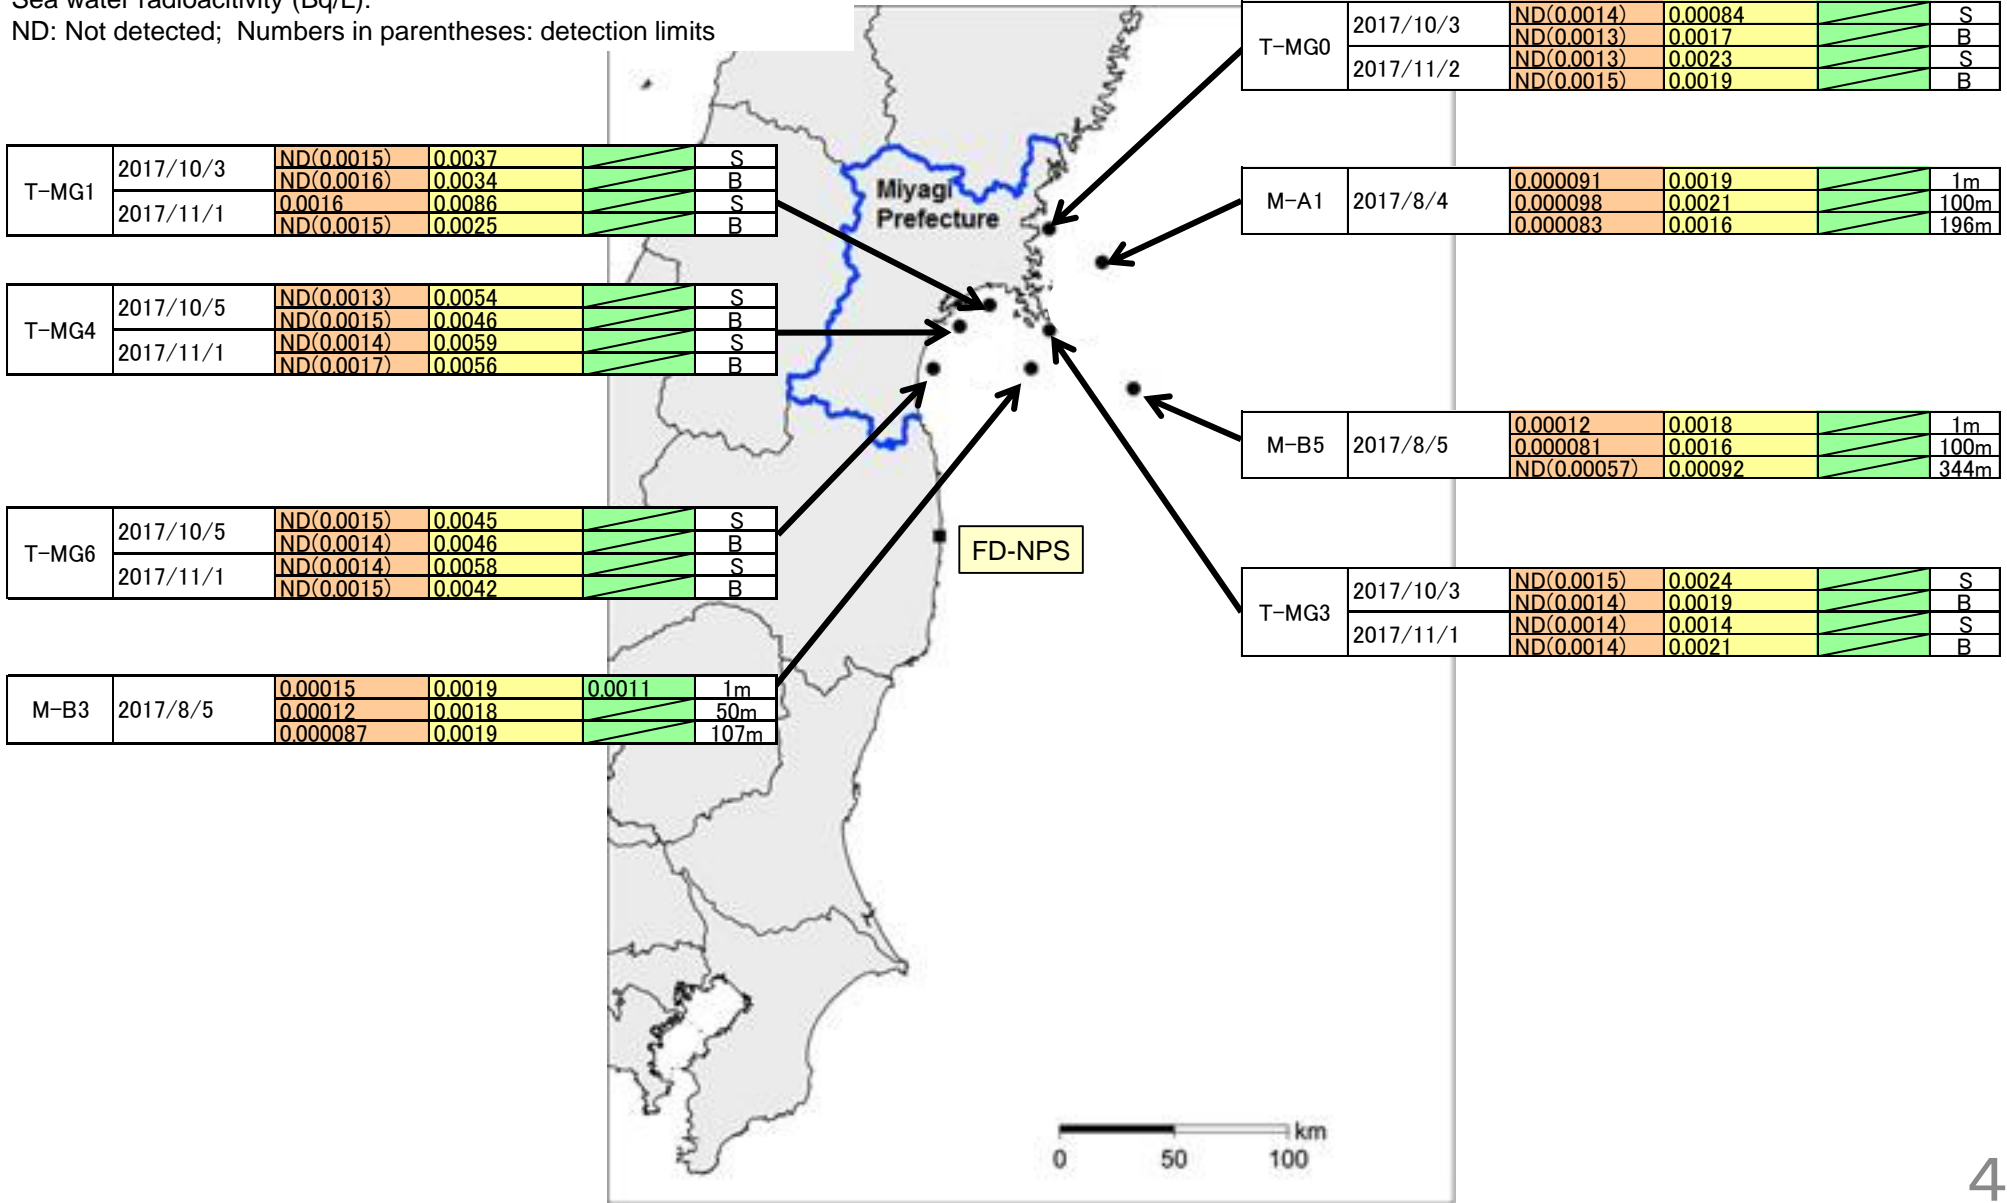 Sea water radioacitivity (Bq/L).
ND: Not detected; Numbers in parentheses: detection limits
T-MG0
2017/10/3 ND(0.0014) 0.00084 S
ND(0.0013) 0.0017 B
2017/11/2 ND(0.0013) 0.0023 S
ND(0.0015) 0.0019 B
T-MG1
2017/10/3 ND(0.0015) 0.0037 S
ND(0.0016) 0.0034 B
2017/11/1 0.0016 0.0086 S
ND(0.0015) 0.0025 B
Miyagi
Prefecture
M-A1 2017/8/4
0.000091 0.0019 1m
0.000098 0.0021 100m
0.000083 0.0016 196m
T-MG4
2017/10/5 ND(0.0013) 0.0054 S
ND(0.0015) 0.0046 B
2017/11/1 ND(0.0014) 0.0059 S
ND(0.0017) 0.0056 B
M-B5 2017/8/5
0.00012 0.0018 1m
0.000081 0.0016 100m
ND(0.00057) 0.00092 344m
T-MG6
2017/10/5 ND(0.0015) 0.0045 S
ND(0.0014) 0.0046 B
2017/11/1 ND(0.0014) 0.0058 S
ND(0.0015) 0.0042 B
FD-NPS
T-MG3
2017/10/3 ND(0.0015) 0.0024 S
ND(0.0014) 0.0019 B
2017/11/1 ND(0.0014) 0.0014 S
ND(0.0014) 0.0021 B
M-B3 2017/8/5
0.00015 0.0019 0.0011 1m
0.00012 0.0018 50m
0.000087 0.0019 107m
km
0 50 100
4